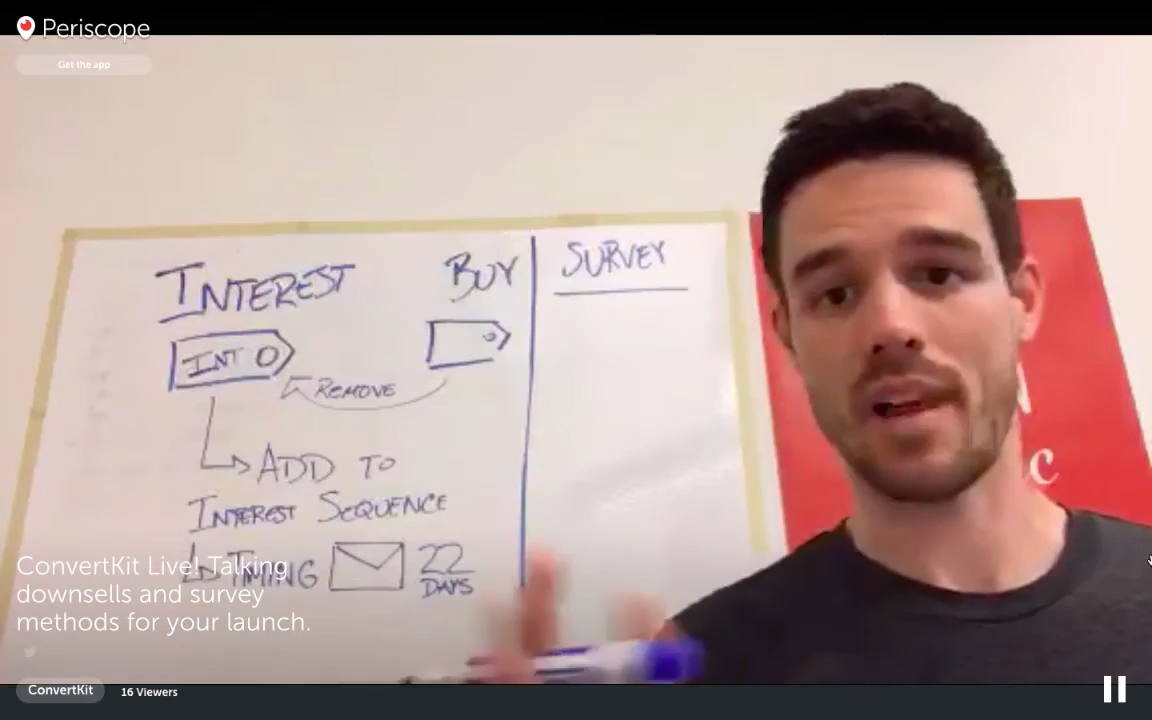 Periscope
Get the app
INTEREST
BUY
SURVEY
INT
REMOVE
ADD TO
INTEREST SEQUENCE
TIMING
22
DAYS
c
ConvertKit Live! Talking
downsells and survey
methods for your launch.
ConvertKit
16 Viewers